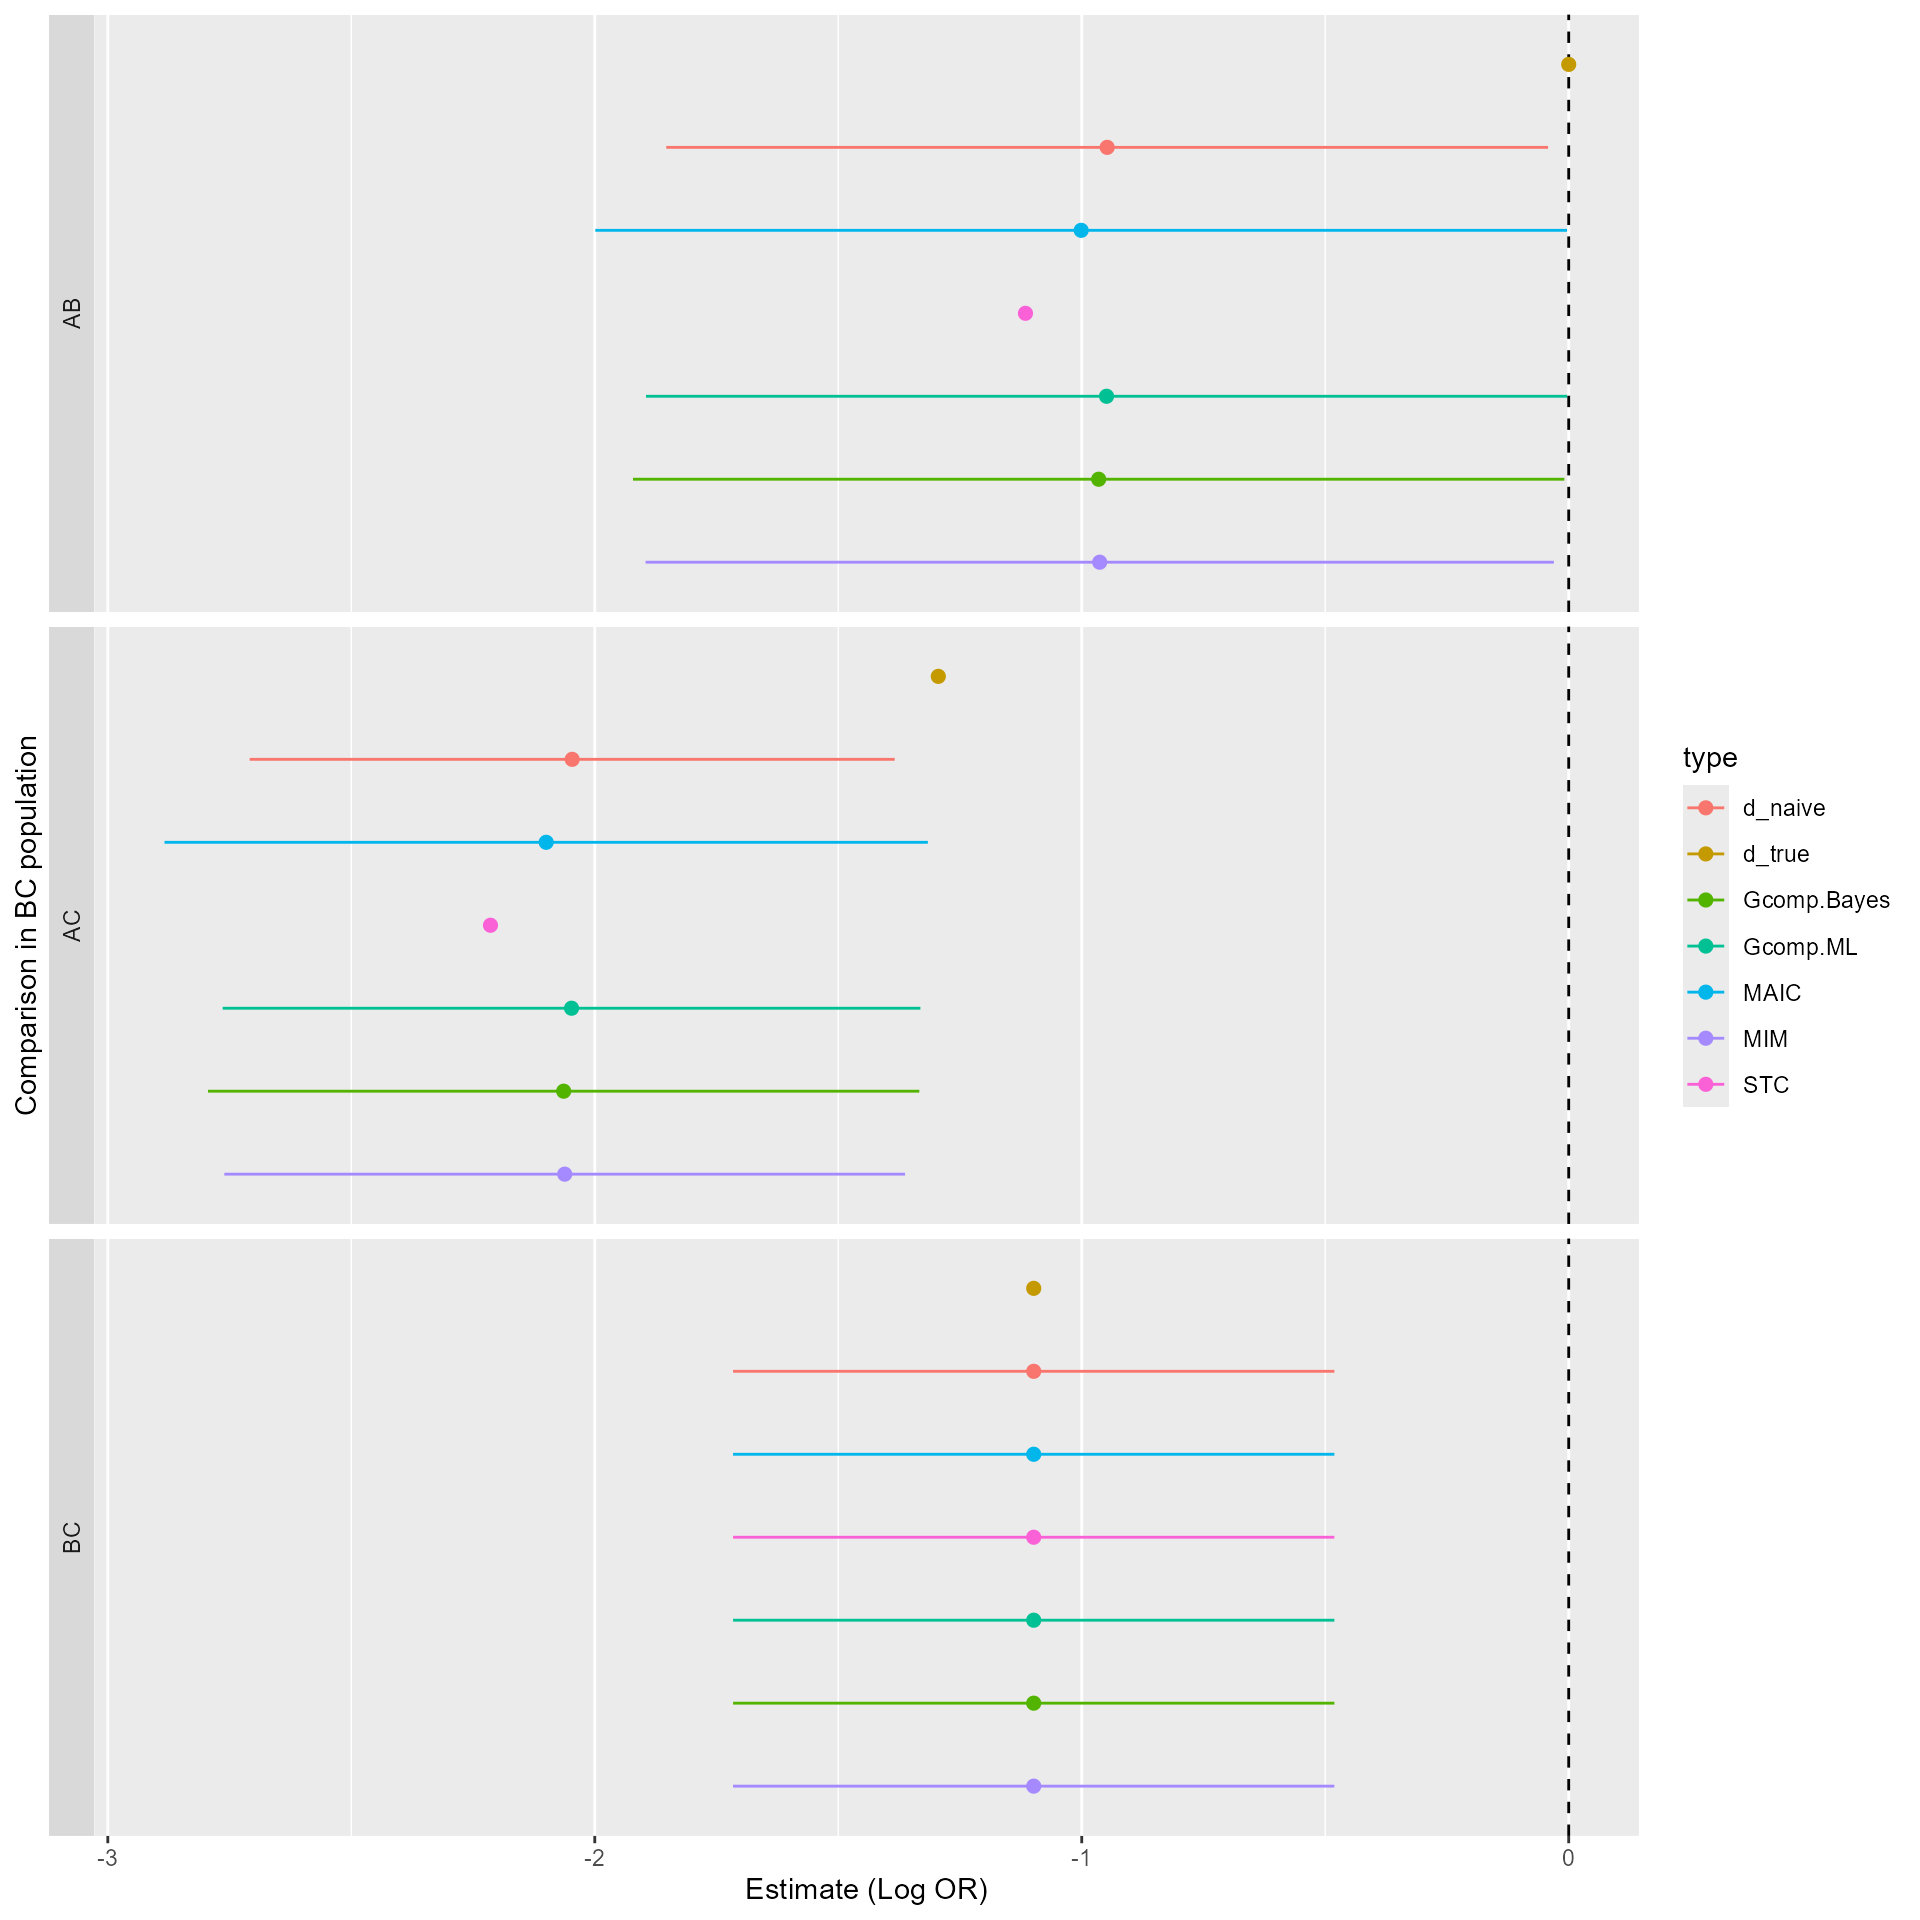 AB
AC
BC
Comparison in BC population
-3
-2
-1
0
Estimate (Log OR)
type
d_naive
d_true
Gcomp.Bayes
Gcomp.ML
MAIC
MIM
STC